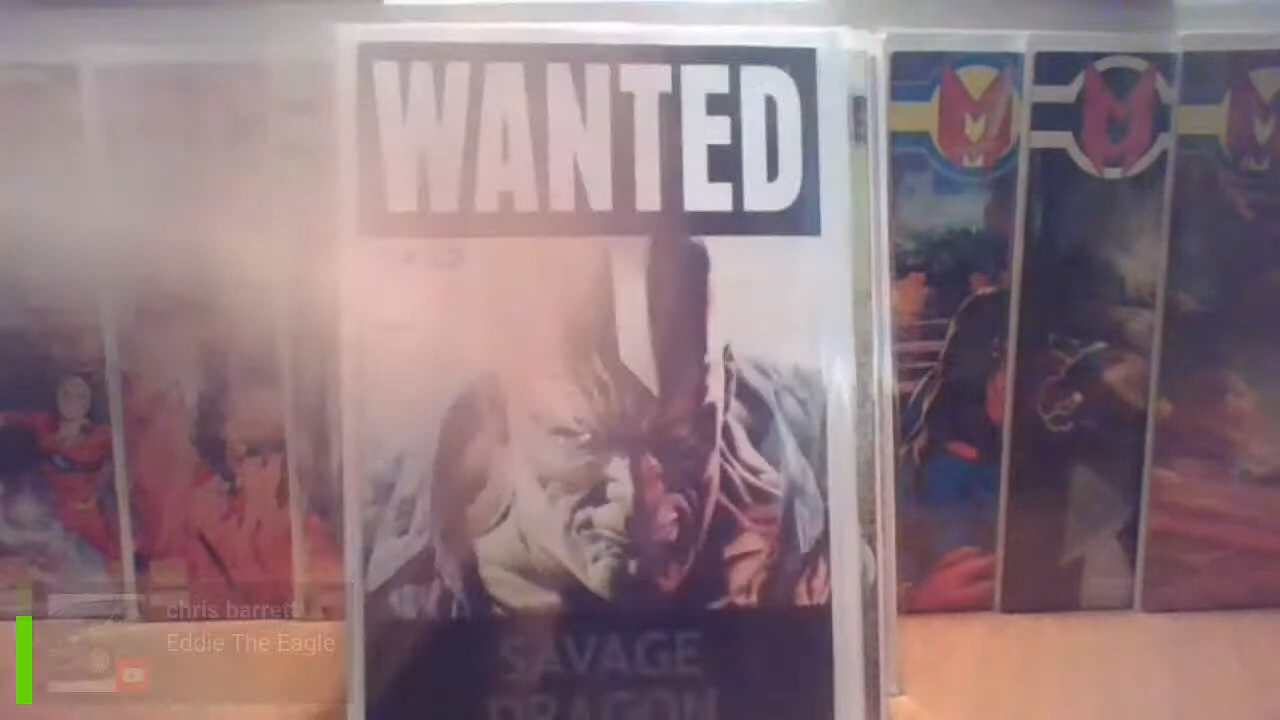 WANTED
SAVAGE
DRAGON
chris barrett
Eddie The Eagle